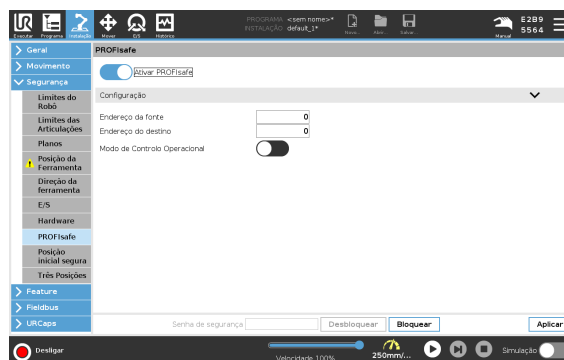 PROGRAMA <sem nome>*
INSTALAÇÃO default_1*
Executar Programa Instalação Mover E/S Histórico
Novo... Abrir... Salvar...
Manual
E2B9
5564
Geral
Movimento
Segurança
Limites do Robô
Limites das Articulações
Planos
Posição da Ferramenta
Direção da ferramenta
E/S
Hardware
PROFIsafe
Posição inicial segura
Três Posições
Feature
Fieldbus
URCaps
PROFIsafe
Ativar PROFIsafe
Configuração
Endereço da fonte 0
Endereço do destino 0
Modo de Controlo Operacional
Senha de segurança Desbloquear Bloquear Aplicar
Desligar
Velocidade 100%
250mm/...
Simulação